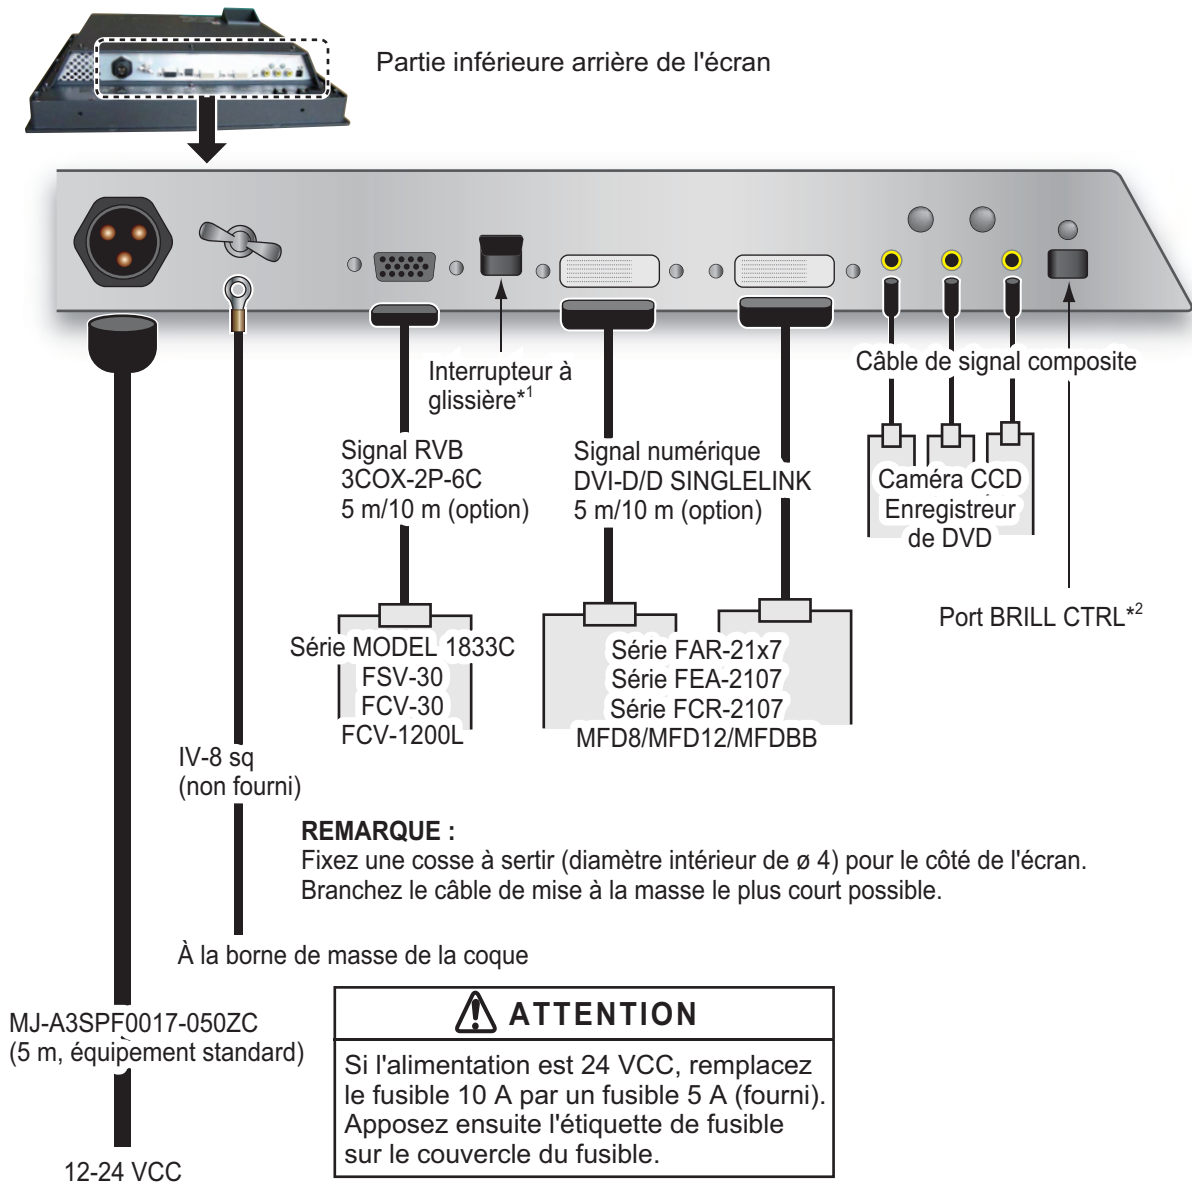 Partie inférieure arrière de l'écran
Interrupteur à
glissière*1
Câble de signal composite
Signal RVB
3COX-2P-6C
5 m/10 m (option)
Signal numérique
DVI-D/D SINGLELINK
5 m/10 m (option)
Caméra CCD
Enregistreur
de DVD
Port BRILL CTRL*2
Série MODEL 1833C
FSV-30
FCV-30
FCV-1200L
Série FAR-21x7
Série FEA-2107
Série FCR-2107
MFD8/MFD12/MFDBB
IV-8 sq
(non fourni)
REMARQUE :
Fixez une cosse à sertir (diamètre intérieur de ø 4) pour le côté de l'écran.
Branchez le câble de mise à la masse le plus court possible.
À la borne de masse de la coque
MJ-A3SPF0017-050ZC
(5 m, équipement standard)
12-24 VCC
ATTENTION
Si l'alimentation est 24 VCC, remplacez
le fusible 10 A par un fusible 5 A (fourni).
Apposez ensuite l'étiquette de fusible
sur le couvercle du fusible.